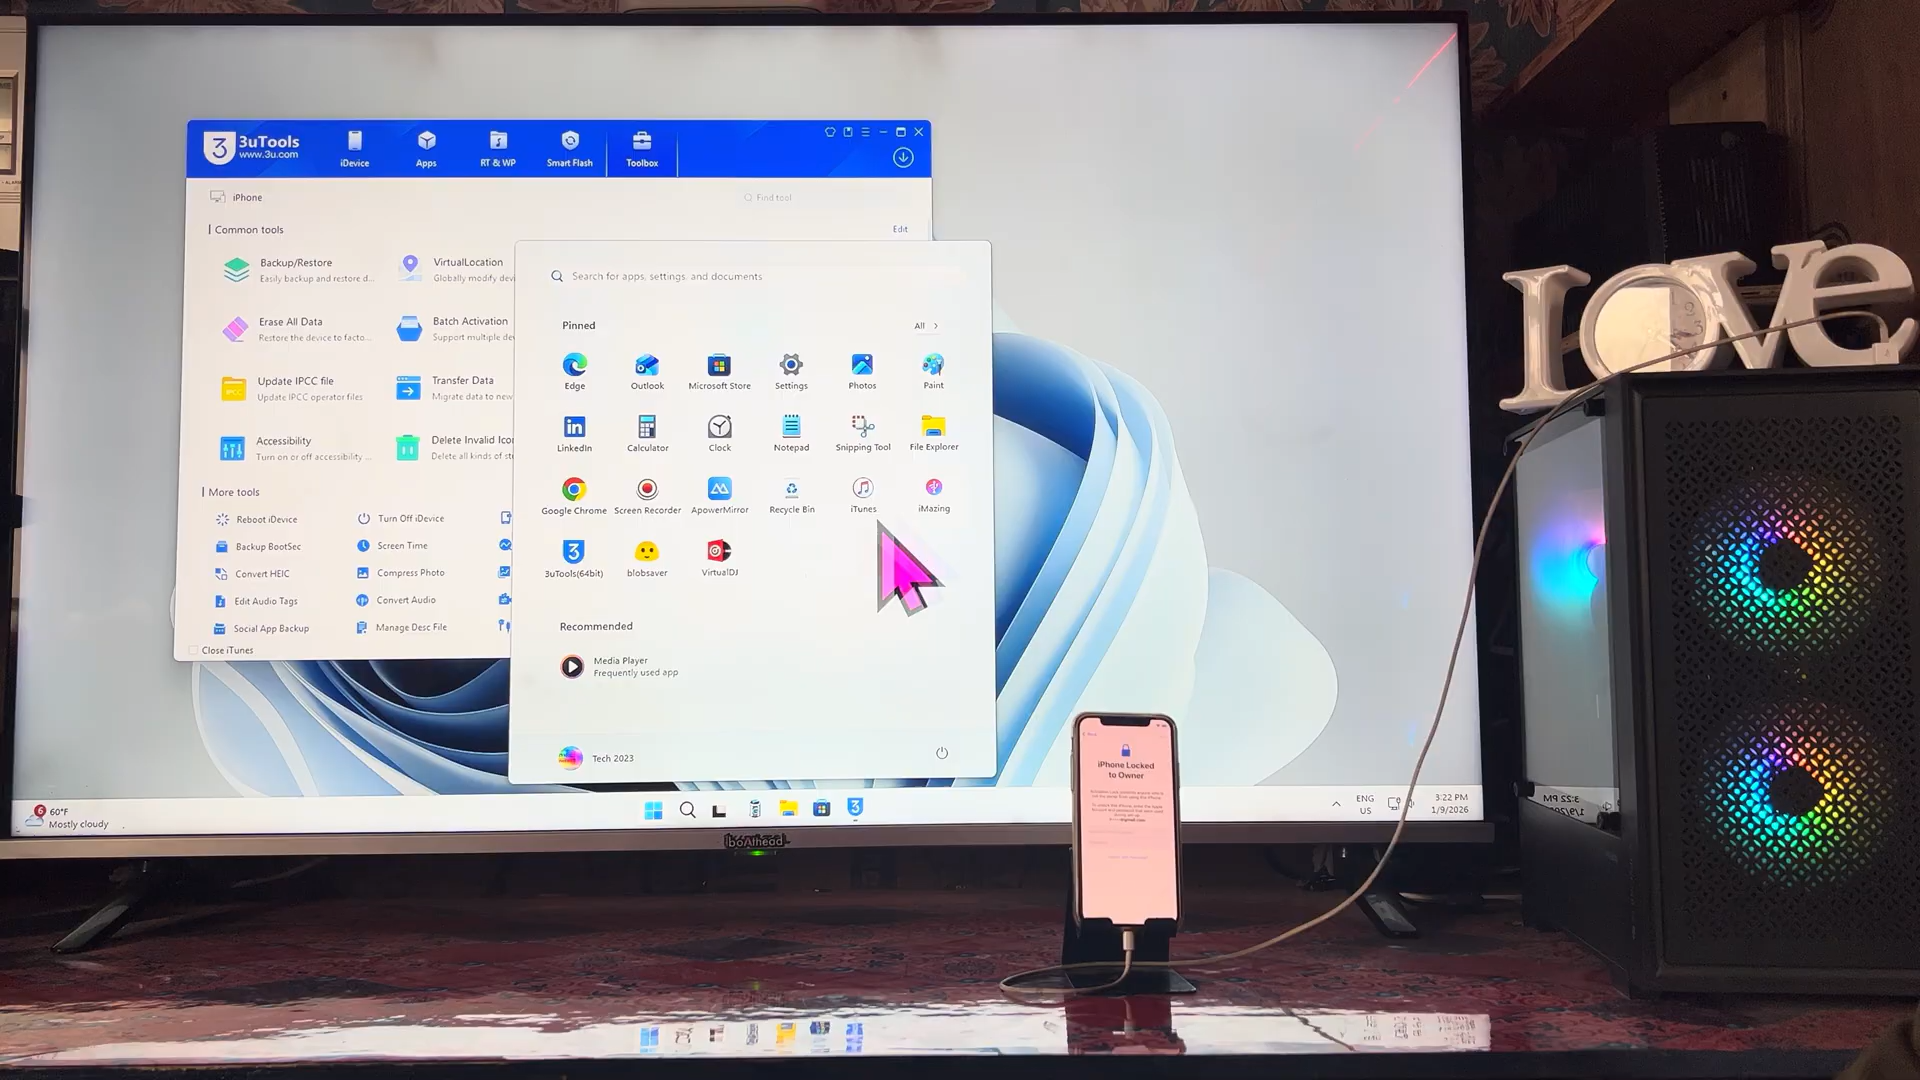 3uTools
www.3u.com
iDevice
Apps
RT & WP
Smart Flash
Toolbox
iPhone
Find tool
Common tools
Edit
Backup/Restore
Easily backup and restore d...
VirtualLocation
Globally modify devi
Erase All Data
Restore the device to facto...
Batch Activation
Support multiple de
Update IPCC file
Update IPCC operator files
IPCC
Transfer Data
Migrate data to new
Accessibility
Turn on or off accessibility ...
Delete Invalid Icon
Delete all kinds of
More tools
Reboot iDevice
Turn Off iDevice
Backup BootSec
Screen Time
Convert HEIC
Compress Photo
Edit Audio Tags
Convert Audio
Social App Backup
Manage Desc File
Close iTunes
Search for apps, settings, and documents
Pinned
All
Edge
Outlook
Microsoft Store
Settings
Photos
Paint
LinkedIn
Calculator
Clock
Notepad
Snipping Tool
File Explorer
Google Chrome
Screen Recorder
ApowerMirror
Recycle Bin
iTunes
iMazing
3uTools(64bit)
blobsaver
VirtualDJ
Recommended
Media Player
Frequently used app
Tech 2023
6
60°F
Mostly cloudy
ENG
US
3:22 PM
1/9/2026
iPhone Locked
to Owner
LOVe